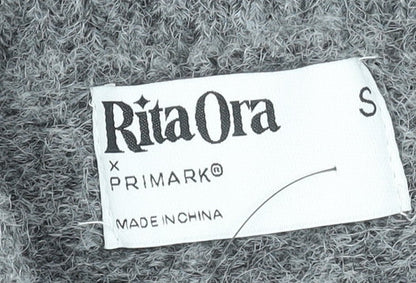 Rita Ora
S
x
PRIMARK®
MADE IN CHINA